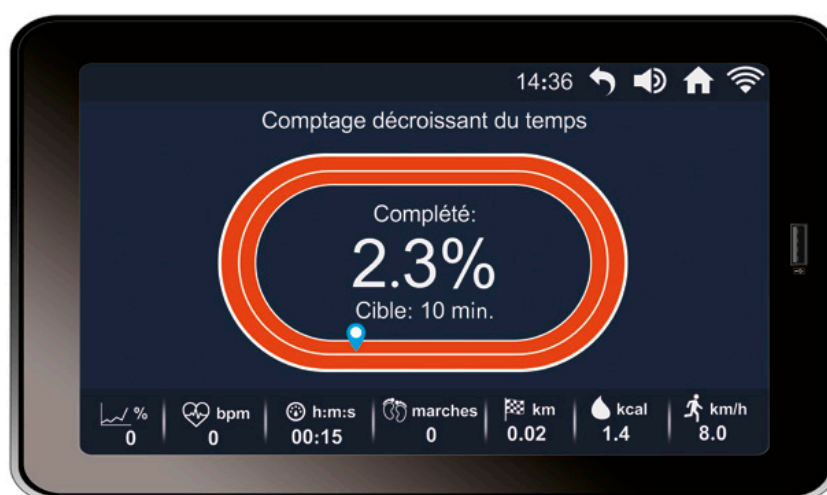 14:36
Comptage décroissant du temps
Complété:
2.3%
Cible: 10 min.
% bpm h:m:s marches km kcal km/h
0 0 00:15 0 0.02 1.4 8.0